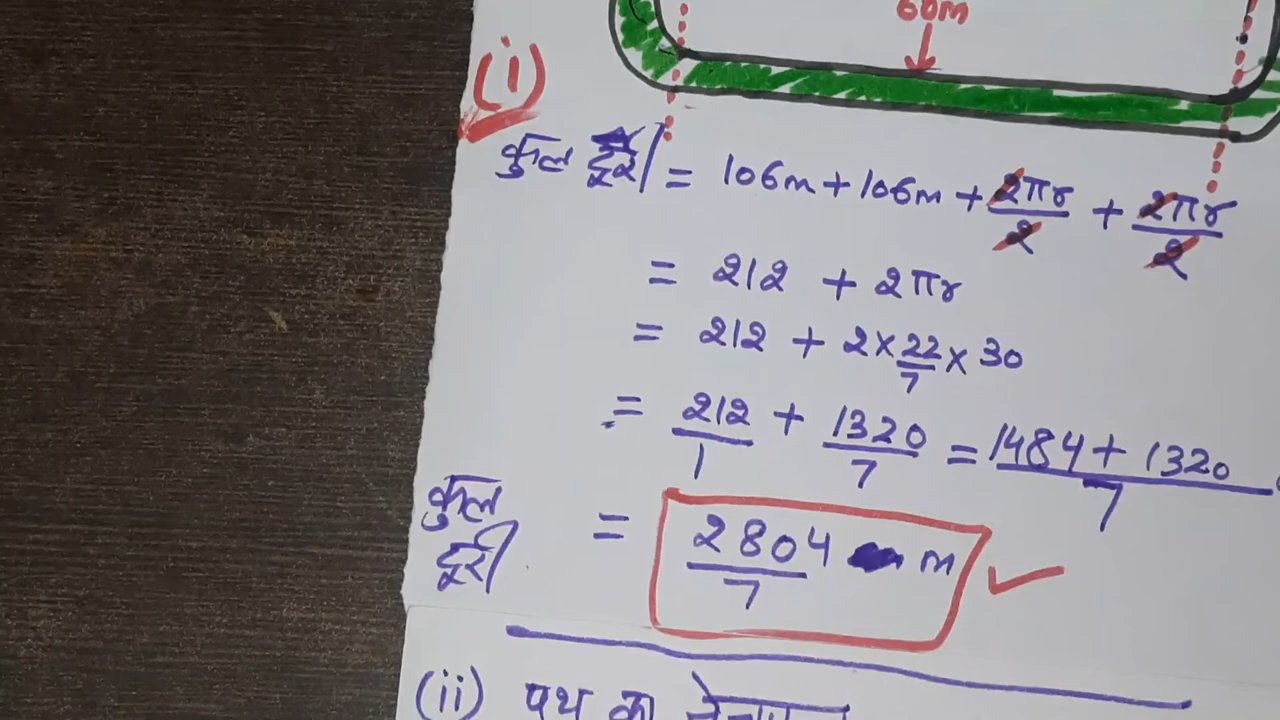 60m
(i)
कुल दूरी = 106m + 106m + 2πr/2 + 2πr/2
= 212 + 2πr
= 212 + 2 × 22/7 × 30
= 212/1 + 1320/7 = 1484 + 1320/7
कुल दूरी = 2804/7 m ✓
(ii) पथ का